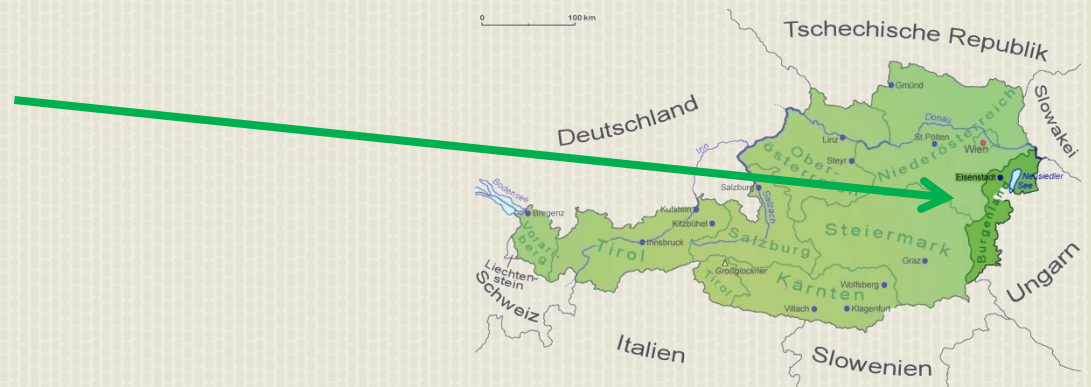 0 100 km
Tschechische Republik
Deutschland
Slowakei
Gmünd
Donau
Linz
St.Pölten
Wien
Steyr
Ober-
österreich
Niederösterreich
Inn
Eisenstadt
Neusiedler
See
Bodensee
Bregenz
Salzburg
Salzach
Kufstein
Kitzbühel
Innsbruck
Vorarl-
berg
Tirol
Salzburg
Steiermark
Burgenland
Liechten-
stein
Schweiz
Großglockner
Tirol
Kärnten
Graz
Wolfsberg
Villach
Klagenfurt
Ungarn
Italien
Slowenien